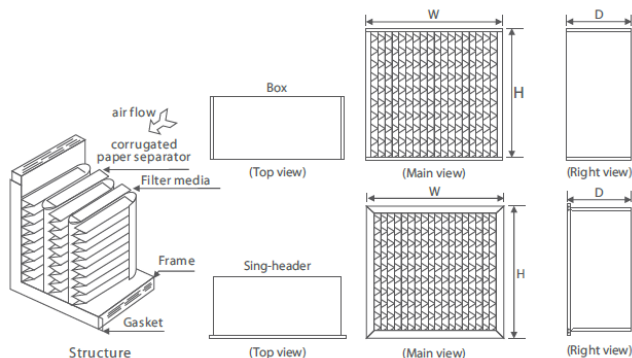 W
D
Box
H
air flow
corrugated
paper separator
(Top view)
(Main view)
(Right view)
Filter media
W
D
Sing-header
H
Frame
Gasket
Structure
(Top view)
(Main view)
(Right view)